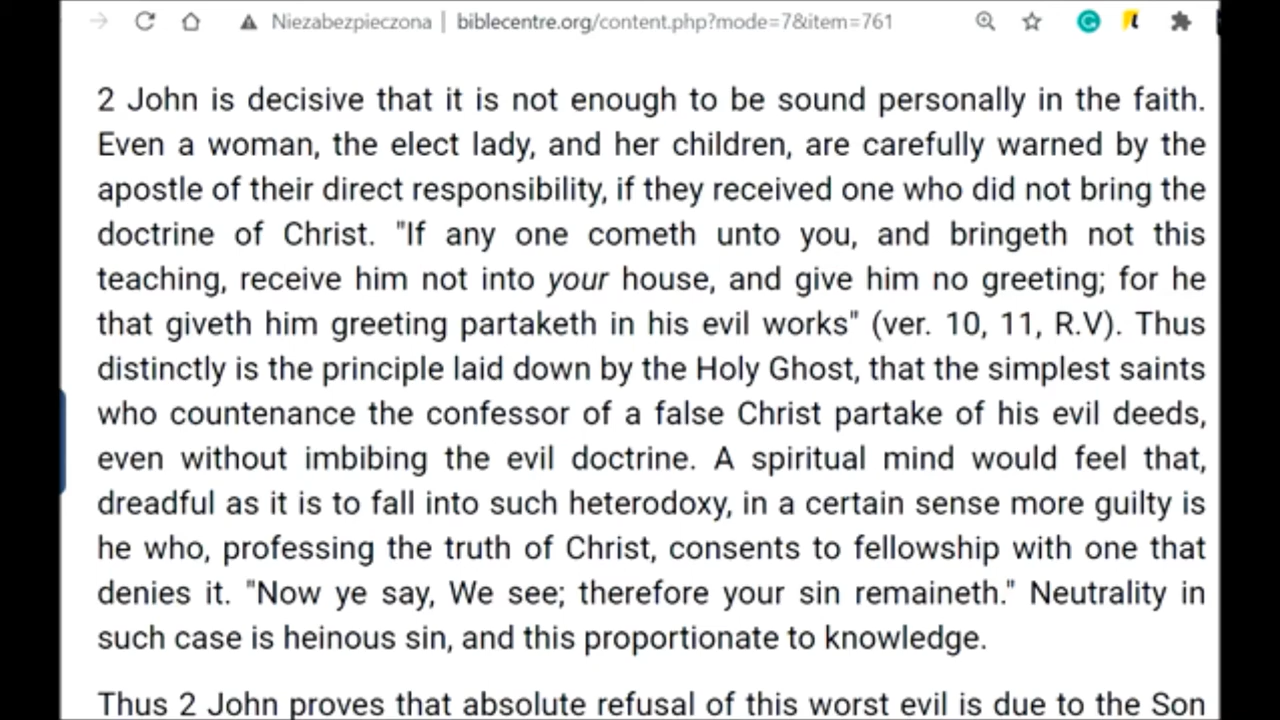 Niezabezpieczona | biblecentre.org/content.php?mode=7&item=761
2 John is decisive that it is not enough to be sound personally in the faith.
Even a woman, the elect lady, and her children, are carefully warned by the
apostle of their direct responsibility, if they received one who did not bring the
doctrine of Christ. "If any one cometh unto you, and bringeth not this
teaching, receive him not into your house, and give him no greeting; for he
that giveth him greeting partaketh in his evil works" (ver. 10, 11, R.V). Thus
distinctly is the principle laid down by the Holy Ghost, that the simplest saints
who countenance the confessor of a false Christ partake of his evil deeds,
even without imbibing the evil doctrine. A spiritual mind would feel that,
dreadful as it is to fall into such heterodoxy, in a certain sense more guilty is
he who, professing the truth of Christ, consents to fellowship with one that
denies it. "Now ye say, We see; therefore your sin remaineth." Neutrality in
such case is heinous sin, and this proportionate to knowledge.
Thus 2 John proves that absolute refusal of this worst evil is due to the Son